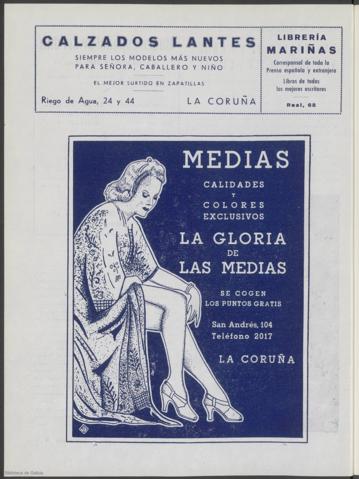 CALZADOS LANTES
SIEMPRE LOS MODELOS MÁS NUEVOS
PARA SEÑORA, CABALLERO Y NIÑO
EL MEJOR SURTIDO EN ZAPATILLAS
Riego de Agua, 24 y 44 LA CORUÑA
LIBRERÍA
MARIÑAS
Corresponsal de toda la
Prensa española y extranjera
Libros de todos
los mejores escritores
Real, 68
MEDIAS
CALIDADES
Y
COLORES
EXCLUSIVOS
LA GLORIA
DE
LAS MEDIAS
SE COGEN
LOS PUNTOS GRATIS
San Andrés, 104
Teléfono 2017
LA CORUÑA
Biblioteca de Galicia